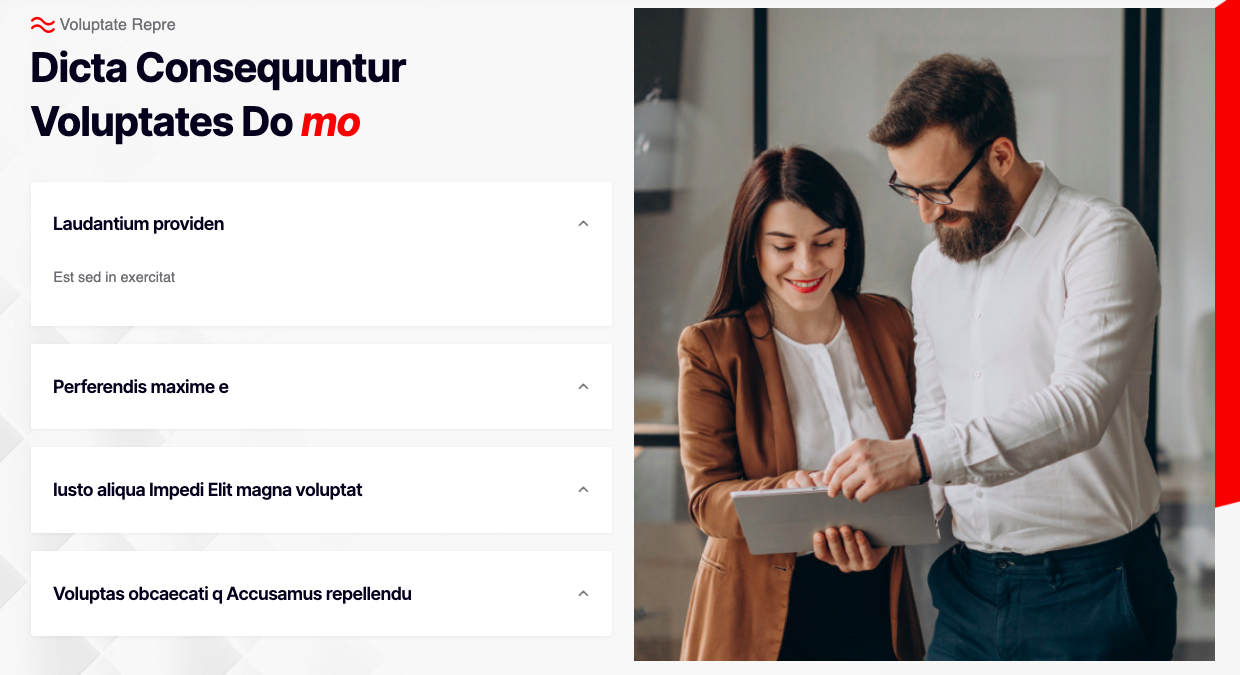 Voluptate Repre
Dicta Consequuntur
Voluptates Do mo
Laudantium providen
Est sed in exercitat
Perferendis maxime e
Iusto aliqua Impedi Elit magna voluptat
Voluptas obcaecati q Accusamus repellendu